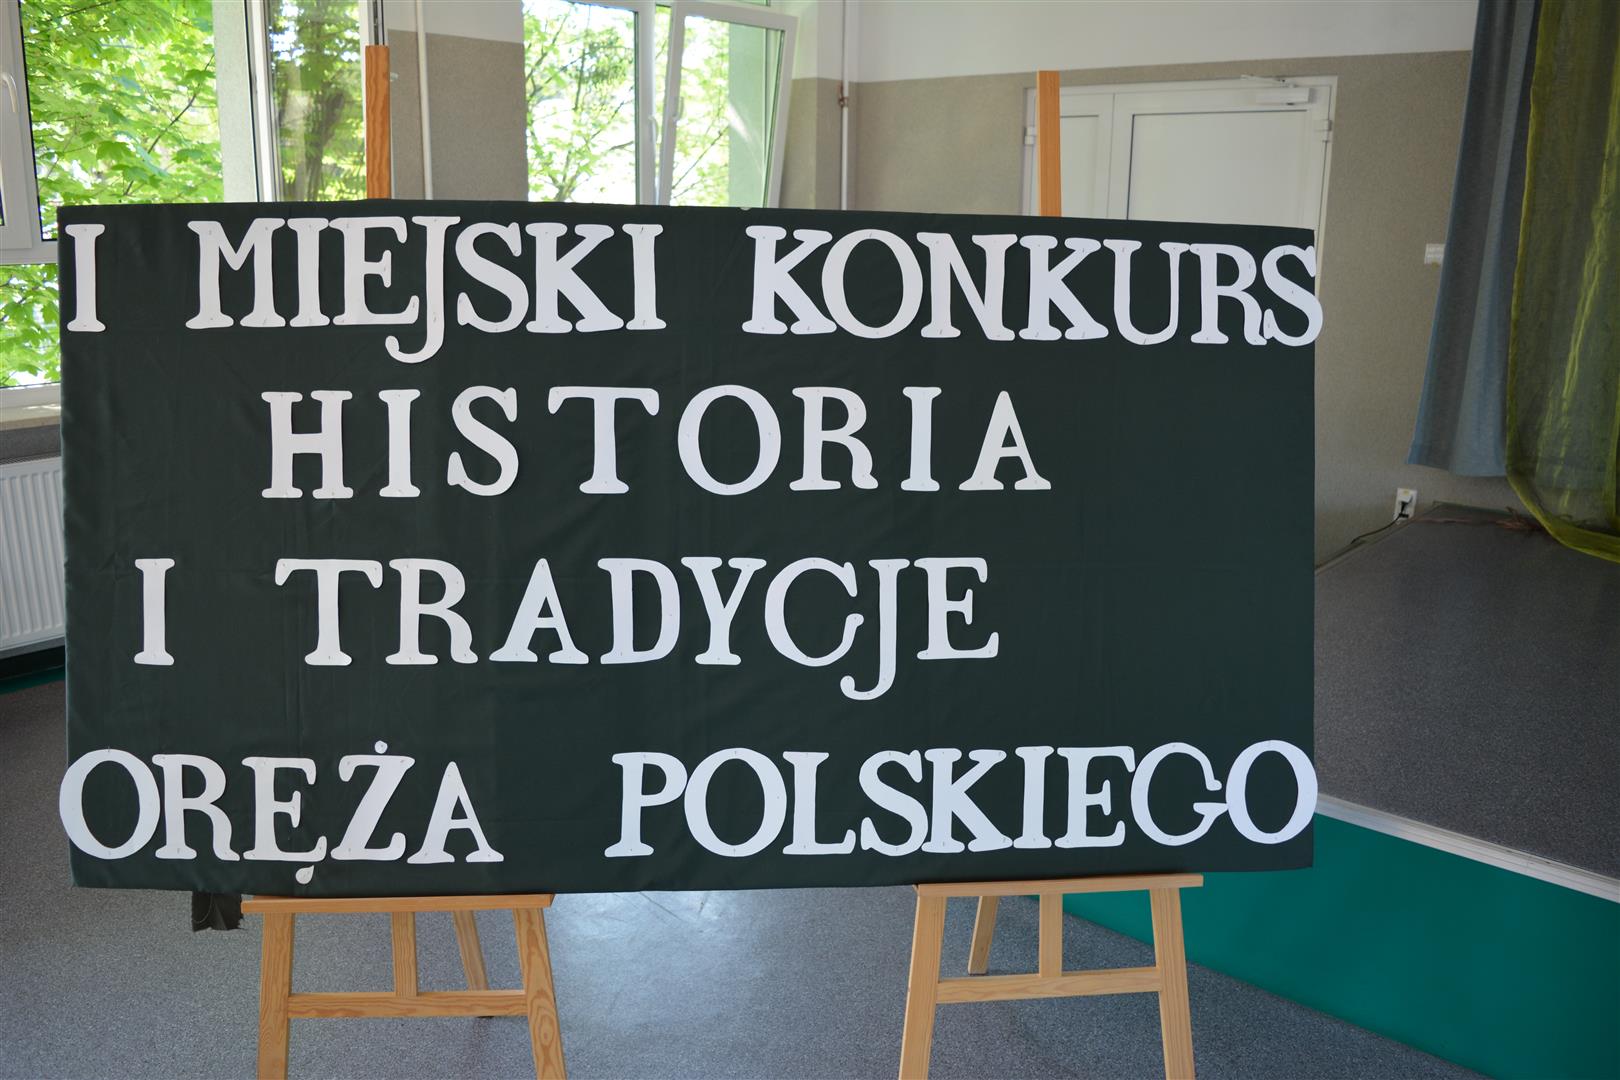 I MIEJSKI KONKURS
HISTORIA
I TRADYCJE
ORĘŻA POLSKIEGO